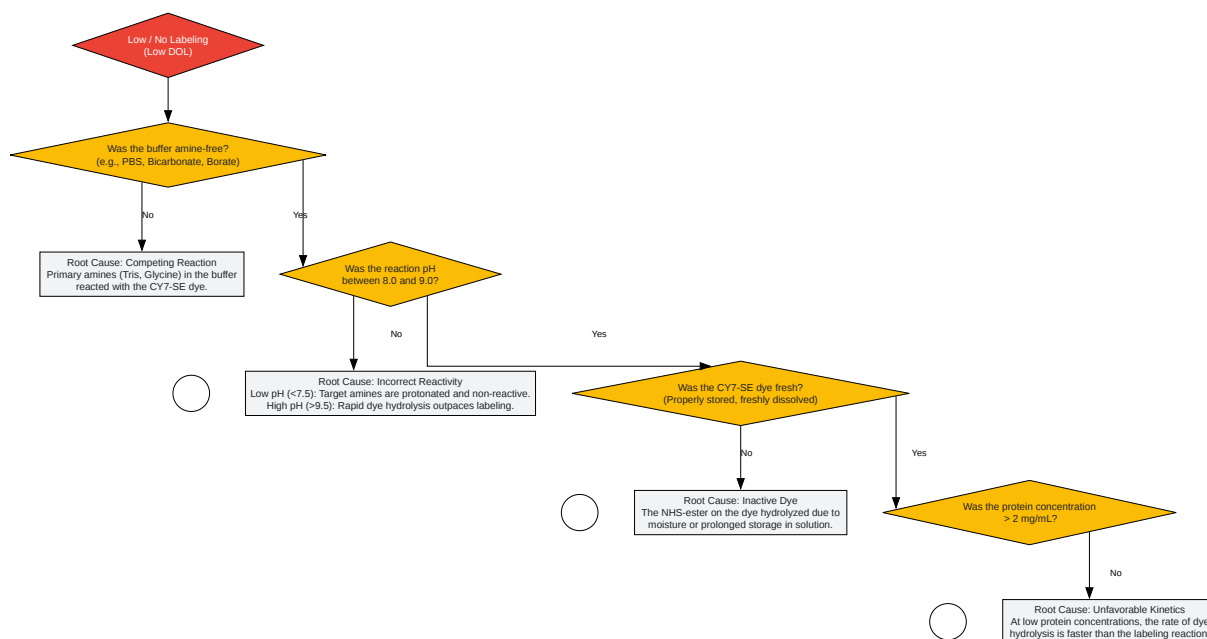 Low / No Labeling
(Low DOL)
Was the buffer amine-free?
(e.g., PBS, Bicarbonate, Borate)
No
Yes
Root Cause: Competing Reaction
Primary amines (Tris, Glycine) in the buffer
reacted with the CY7-SE dye.
Was the reaction pH
between 8.0 and 9.0?
No
Yes
Root Cause: Incorrect Reactivity
Low pH (<7.5): Target amines are protonated and non-reactive.
High pH (>9.5): Rapid dye hydrolysis outpaces labeling.
Was the CY7-SE dye fresh?
(Properly stored, freshly dissolved)
No
Yes
Root Cause: Inactive Dye
The NHS-ester on the dye hydrolyzed due to
moisture or prolonged storage in solution.
Was the protein concentration
> 2 mg/mL?
No
Root Cause: Unfavorable Kinetics
At low protein concentrations, the rate of dye
hydrolysis is faster than the labeling reaction